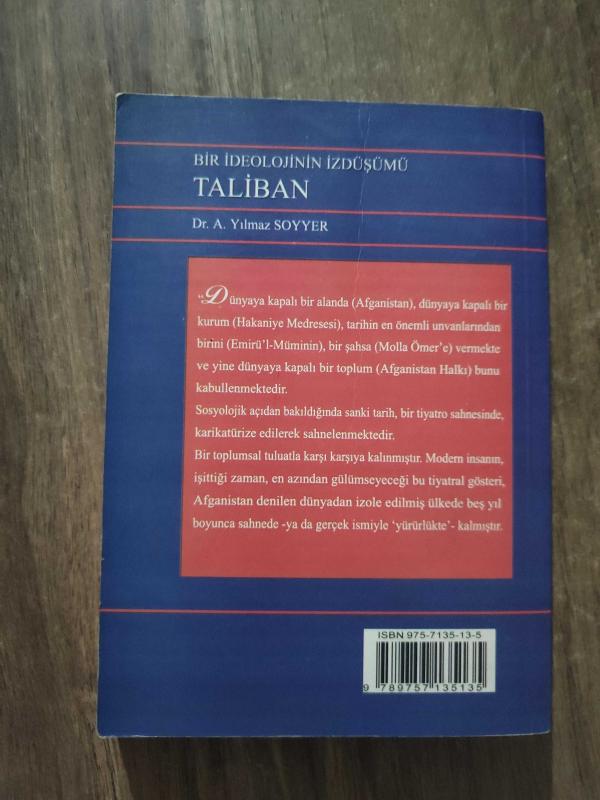 BİR İDEOLOJİNİN İZDÜŞÜMÜ
TALİBAN
Dr. A. Yılmaz SOYYER
"Dünyaya kapalı bir alanda (Afganistan), dünyaya kapalı bir
kurum (Hakaniye Medresesi), tarihin en önemli unvanlarından
birini (Emirü'l-Müminin), bir şahsa (Molla Ömer'e) vermekte
ve yine dünyaya kapalı bir toplum (Afganistan Halkı) bunu
kabullenmektedir.
Sosyolojik açıdan bakıldığında sanki tarih, bir tiyatro sahnesinde,
karikatürize edilerek sahnelenmektedir.
Bir toplumsal tuluatla karşı karşıya kalınmıştır. Modern insanın,
işittiği zaman, en azından gülümseyeceği bu tiyatral gösteri,
Afganistan denilen dünyadan izole edilmiş ülkede beş yıl
boyunca sahnede -ya da gerçek ismiyle 'yürürlükte'- kalmıştır.
ISBN 975-7135-13-5
9 789757 135135